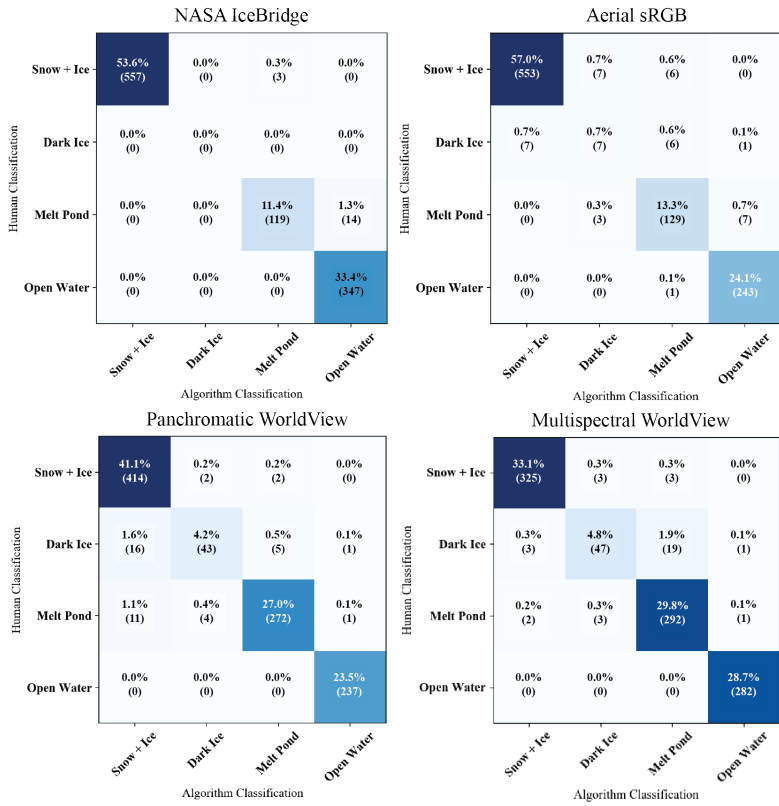 NASA IceBridge
Snow + Ice
53.6% 0.0% 0.3% 0.0%
(557) (0) (3) (0)
Dark Ice
0.0% 0.0% 0.0% 0.0%
(0) (0) (0) (0)
Melt Pond
0.0% 0.0% 11.4% 1.3%
(0) (0) (119) (14)
Open Water
0.0% 0.0% 0.0% 33.4%
(0) (0) (0) (347)
Human Classification
Snow + Ice Dark Ice Melt Pond Open Water
Algorithm Classification
Aerial sRGB
Snow + Ice
57.0% 0.7% 0.6% 0.0%
(553) (7) (6) (0)
Dark Ice
0.7% 0.7% 0.6% 0.1%
(7) (7) (6) (1)
Melt Pond
0.0% 0.3% 13.3% 0.7%
(0) (3) (129) (7)
Open Water
0.0% 0.0% 0.1% 24.1%
(0) (0) (1) (243)
Human Classification
Snow + Ice Dark Ice Melt Pond Open Water
Algorithm Classification
Panchromatic WorldView
Snow + Ice
41.1% 0.2% 0.2% 0.0%
(414) (2) (2) (0)
Dark Ice
1.6% 4.2% 0.5% 0.1%
(16) (43) (5) (1)
Melt Pond
1.1% 0.4% 27.0% 0.1%
(11) (4) (272) (1)
Open Water
0.0% 0.0% 0.0% 23.5%
(0) (0) (0) (237)
Human Classification
Snow + Ice Dark Ice Melt Pond Open Water
Algorithm Classification
Multispectral WorldView
Snow + Ice
33.1% 0.3% 0.3% 0.0%
(325) (3) (3) (0)
Dark Ice
0.3% 4.8% 1.9% 0.1%
(3) (47) (19) (1)
Melt Pond
0.2% 0.3% 29.8% 0.1%
(2) (3) (292) (1)
Open Water
0.0% 0.0% 0.0% 28.7%
(0) (0) (0) (282)
Human Classification
Snow + Ice Dark Ice Melt Pond Open Water
Algorithm Classification